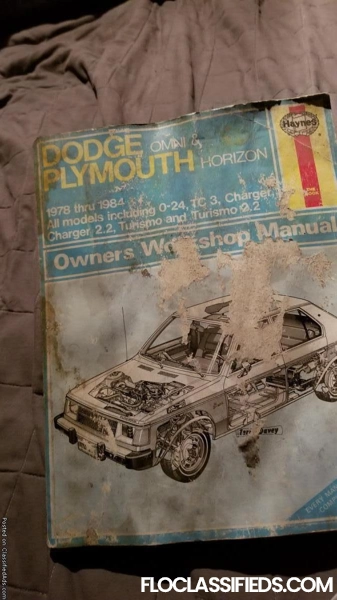 Haynes
DODGE OMNI &
PLYMOUTH HORIZON
1978 thru 1984
All models including 0-24, TC 3, Charger,
Charger 2.2, Turismo and Turismo 2.2
Owners Workshop Manual
Posted on ClassifiedAds.com
FLOCLASSIFIEDS.COM